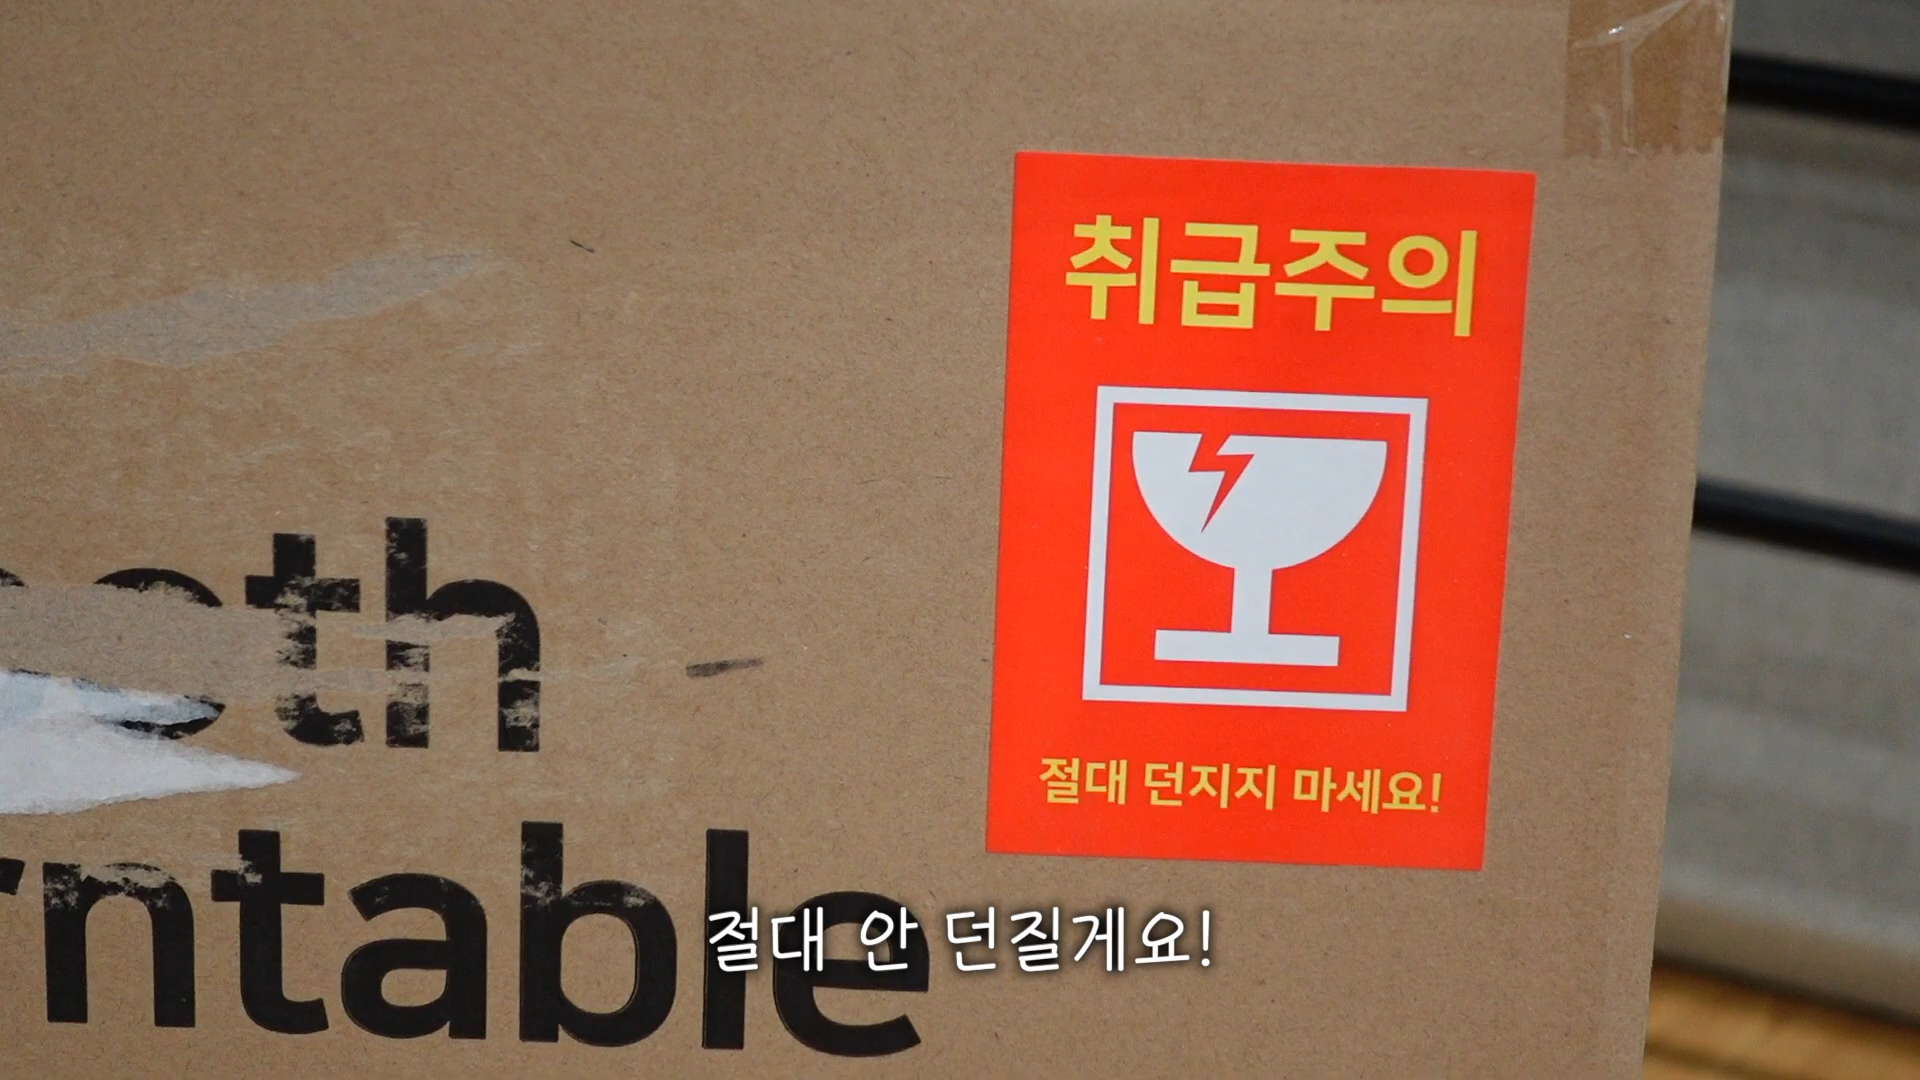 취급주의
절대 던지지 마세요!
rntable
절대 안 던질게요!